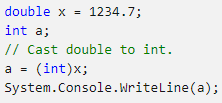 double x = 1234.7;
int a;
// Cast double to int.
a = (int)x;
System.Console.WriteLine(a);